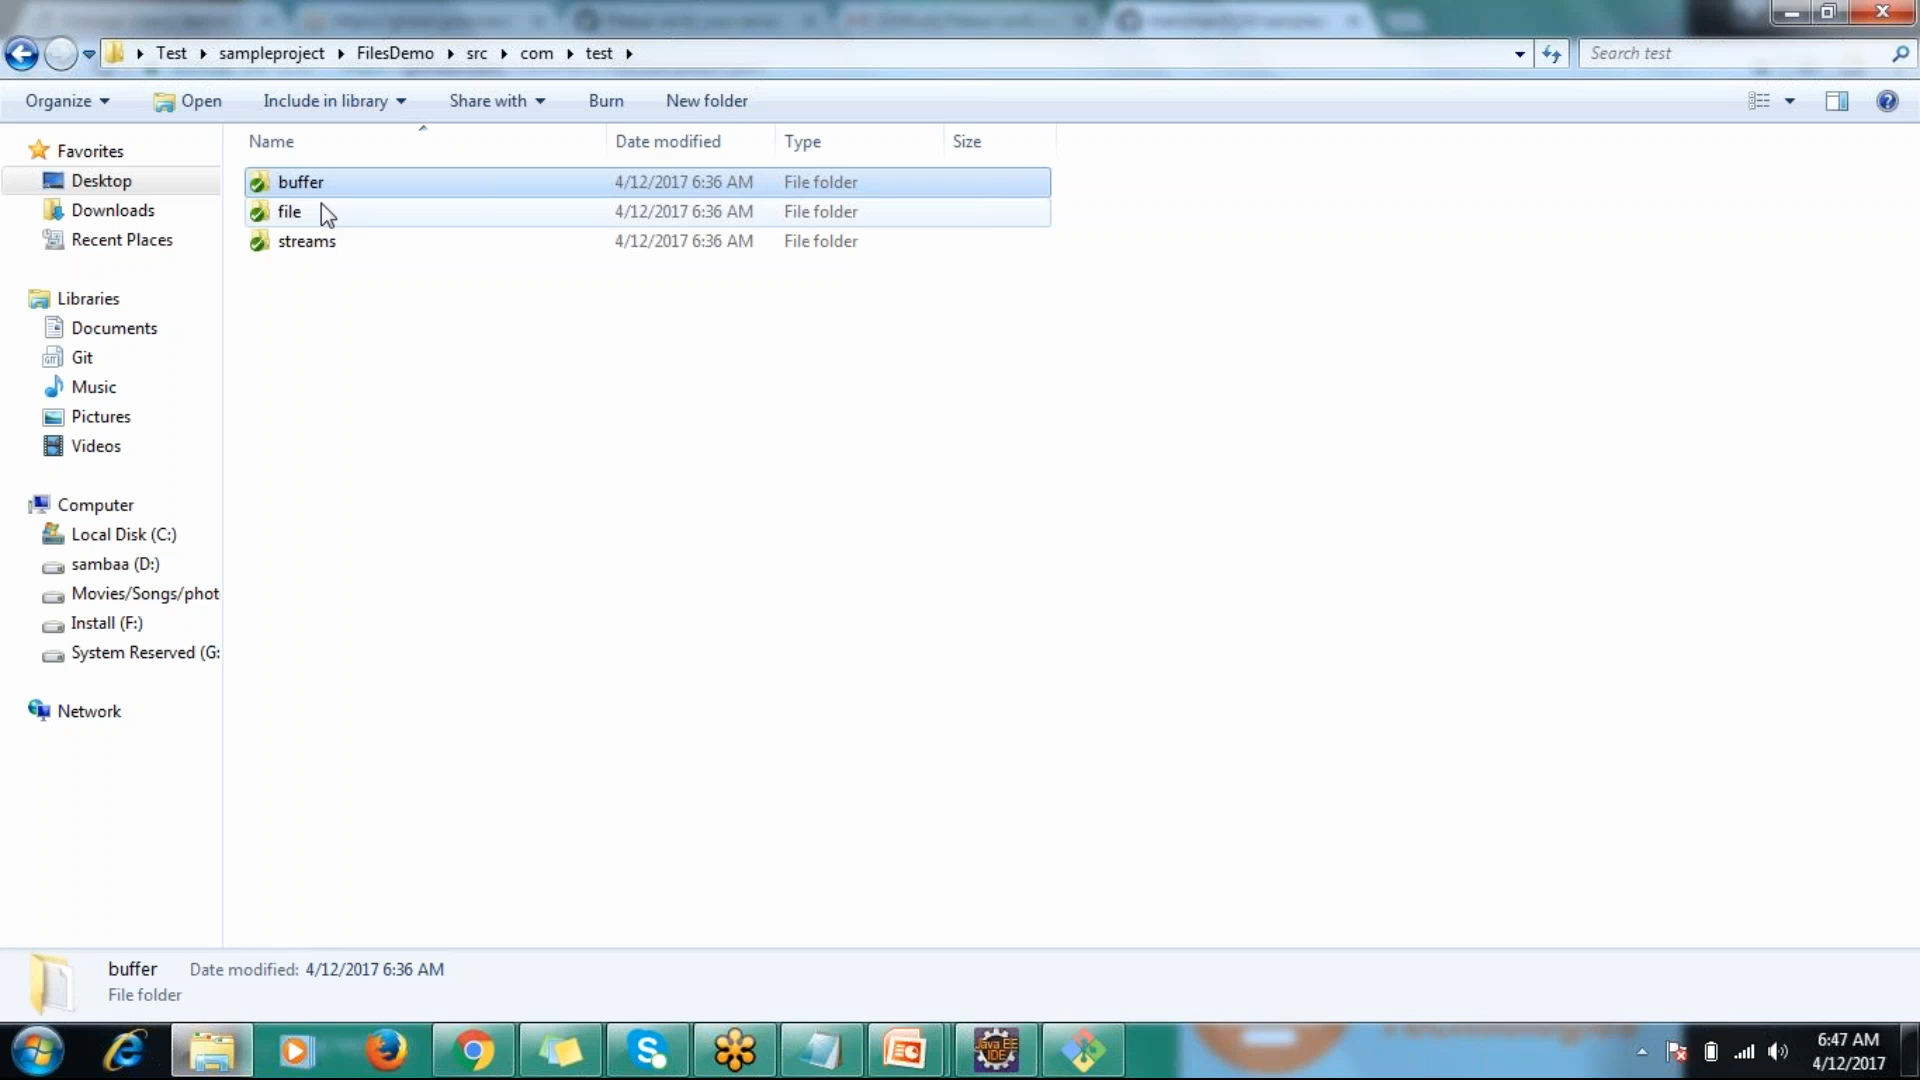 Test sampleproject FilesDemo src com test
Search test
Organize Open Include in library Share with Burn New folder
Name Date modified Type Size
Favorites
Desktop
Downloads
Recent Places
Libraries
Documents
Git
Music
Pictures
Videos
Computer
Local Disk (C:)
sambaa (D:)
Movies/Songs/phot
Install (F:)
System Reserved (G:
Network
buffer 4/12/2017 6:36 AM File folder
file 4/12/2017 6:36 AM File folder
streams 4/12/2017 6:36 AM File folder
buffer Date modified: 4/12/2017 6:36 AM
File folder
Java EE
IDE
6:47 AM
4/12/2017